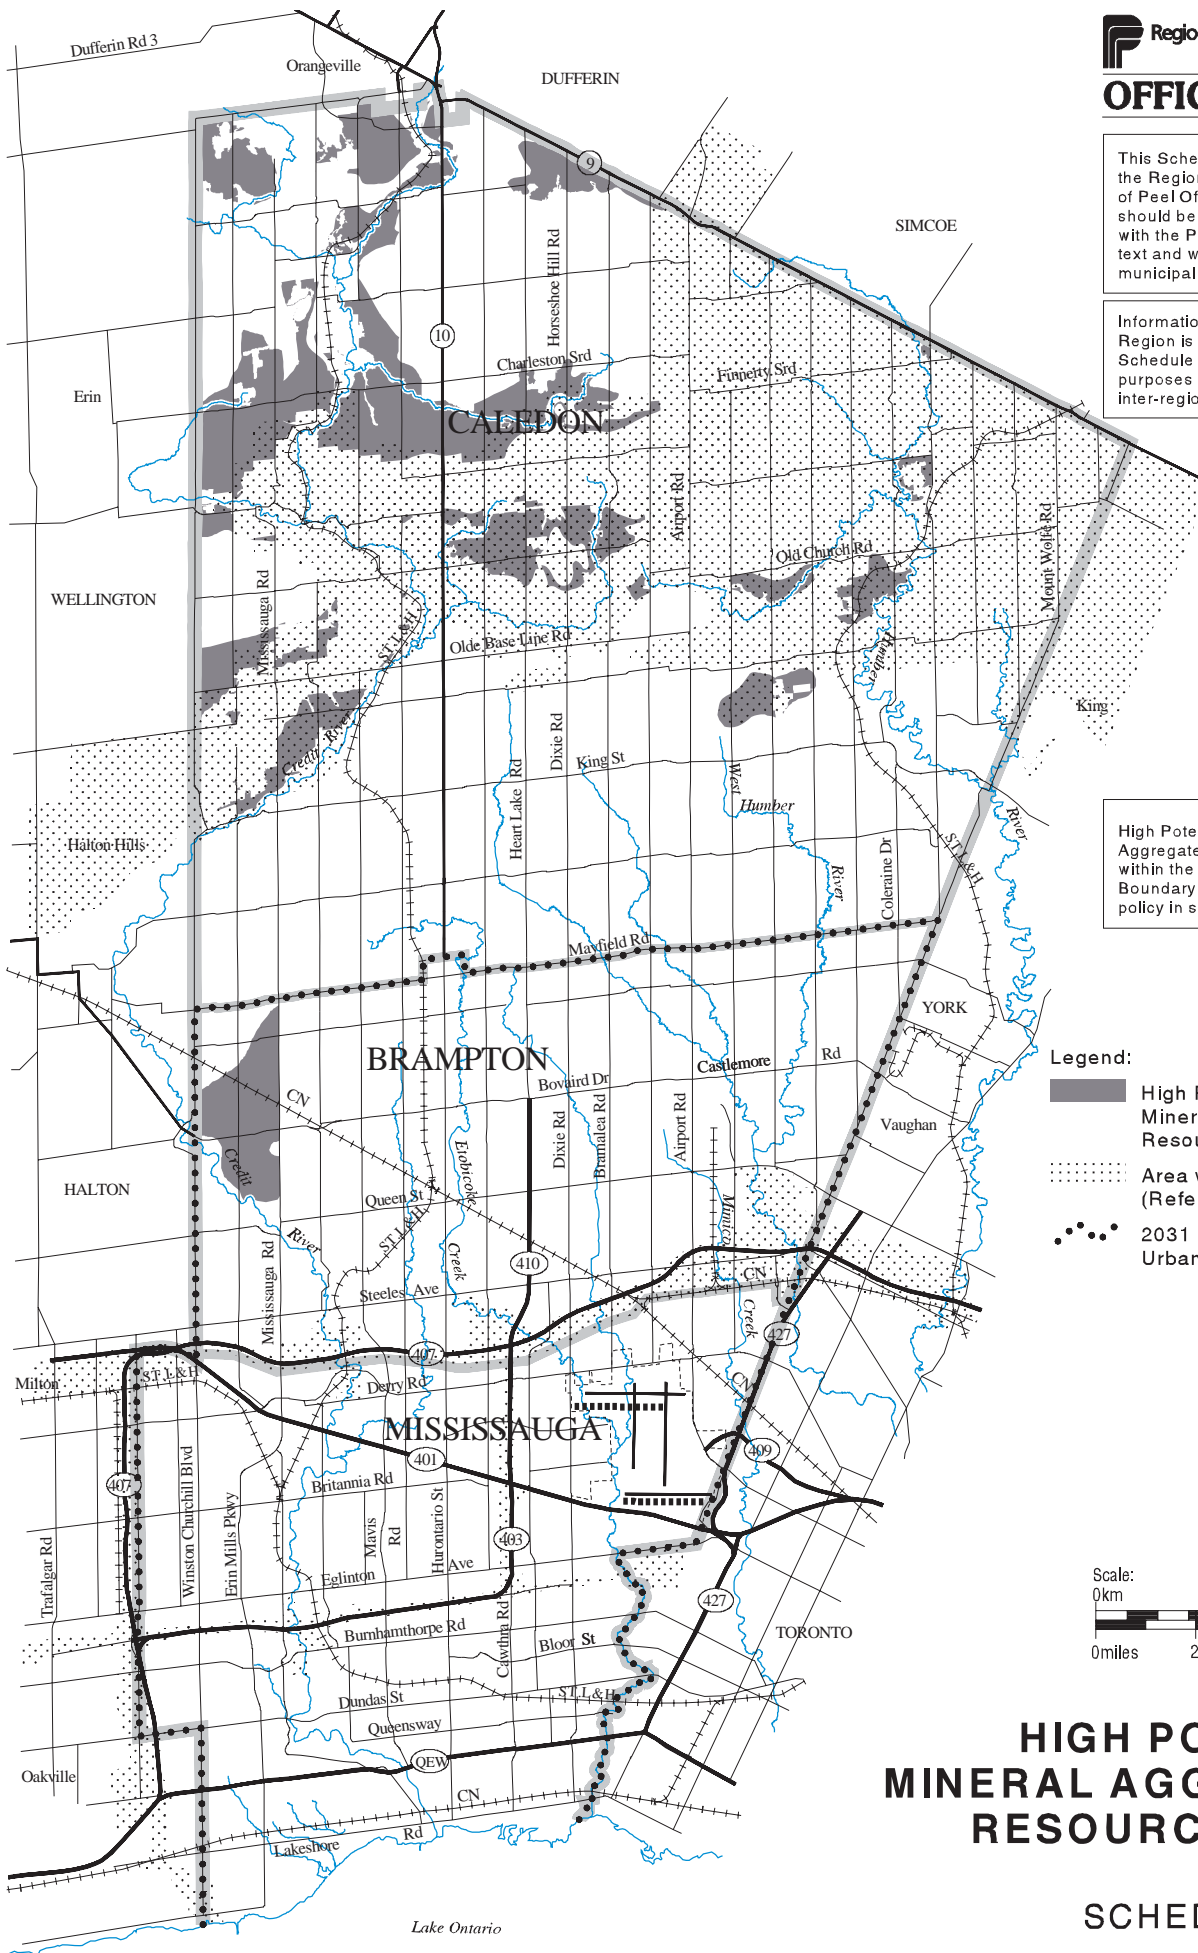 Dufferin Rd 3
Orangeville
DUFFERIN
9
SIMCOE
Regio
OFFIC
This Sche
the Region
of Peel Of
should be
with the P
text and w
municipal
Informatio
Region is
Schedule
purposes
inter-regio
10
Horseshoe Hill Rd
Charleston Srd
Finnerty Srd
Erin
CALEDON
Airport Rd
Old Church Rd
Mount Wolfe Rd
WELLINGTON
Mississauga Rd
ST L&H
Olde Base Line Rd
Humber
King
Credit River
Dixie Rd
King St
Heart Lake Rd
West
Humber
River
River
ST L&H
Coleraine Dr
Halton Hills
High Pote
Aggregate
within the
Boundary
policy in s
Mayfield Rd
YORK
BRAMPTON
Castlemore Rd
Bovaird Dr
CN
Dixie Rd
Bramalea Rd
Airport Rd
Vaughan
Legend:
High P
Miner
Resou
Area w
(Refe
2031
Urban
HALTON
Credit
River
Etobicoke
Creek
Queen St
ST L&H
Mimico
Creek
Mississauga Rd
410
Steeles Ave
CN
427
407
Milton
ST L&H
Derry Rd
CN
MISSISSAUGA
401
409
407
Britannia Rd
Winston Churchill Blvd
Erin Mills Pkwy
Mavis
Rd
Hurontario St
403
Trafalgar Rd
Eglinton Ave
427
Scale:
0km
0miles
2
Burnhamthorpe Rd
Cawthra Rd
Bloor St
TORONTO
Dundas St
ST L&H
Queensway
Oakville
QEW
CN
Lakeshore Rd
Lake Ontario
HIGH PO
MINERAL AGG
RESOURC
SCHED